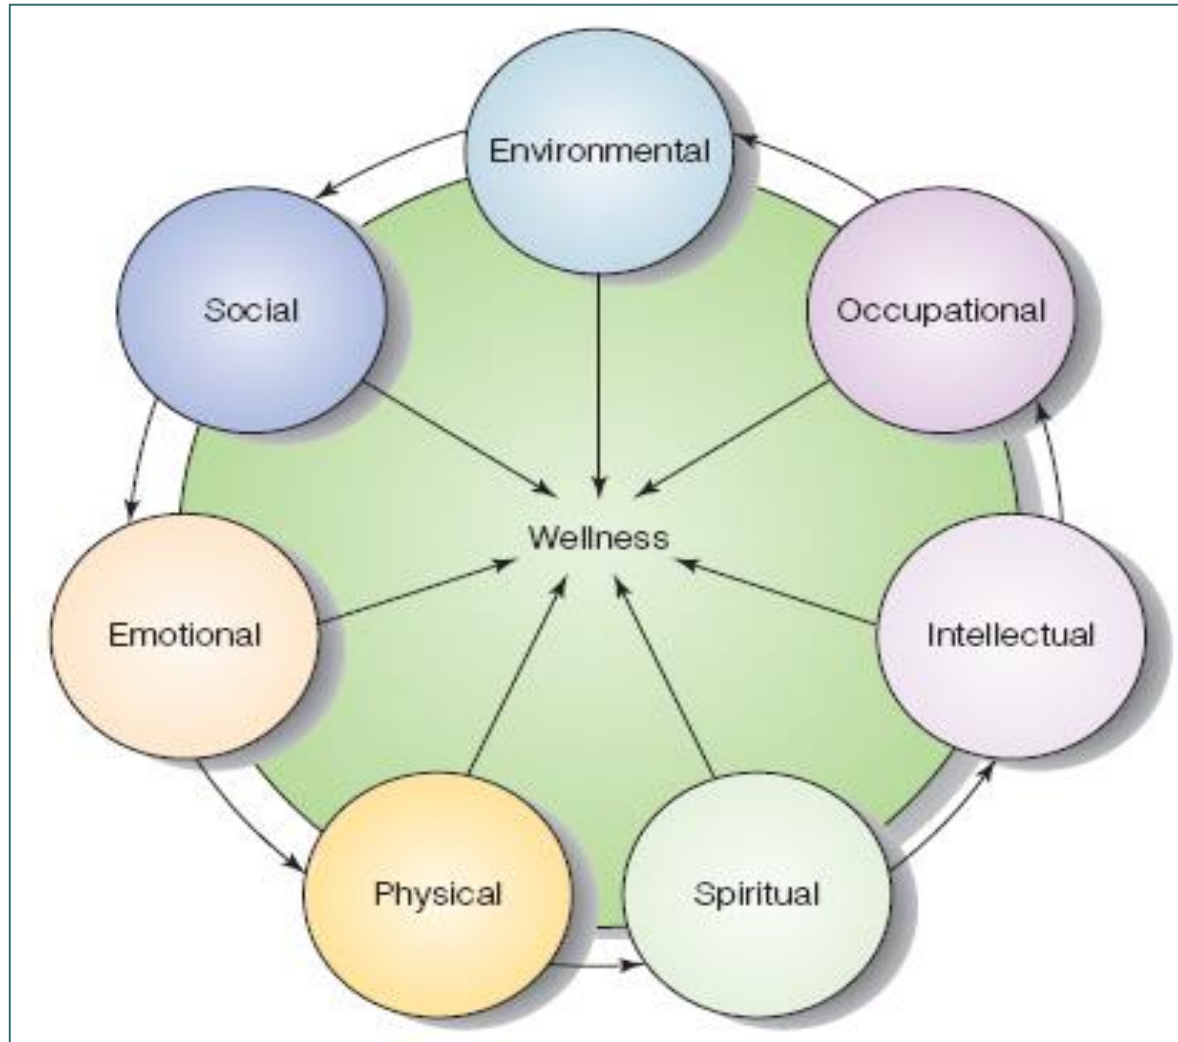 Environmental
Social
Occupational
Wellness
Emotional
Intellectual
Physical
Spiritual